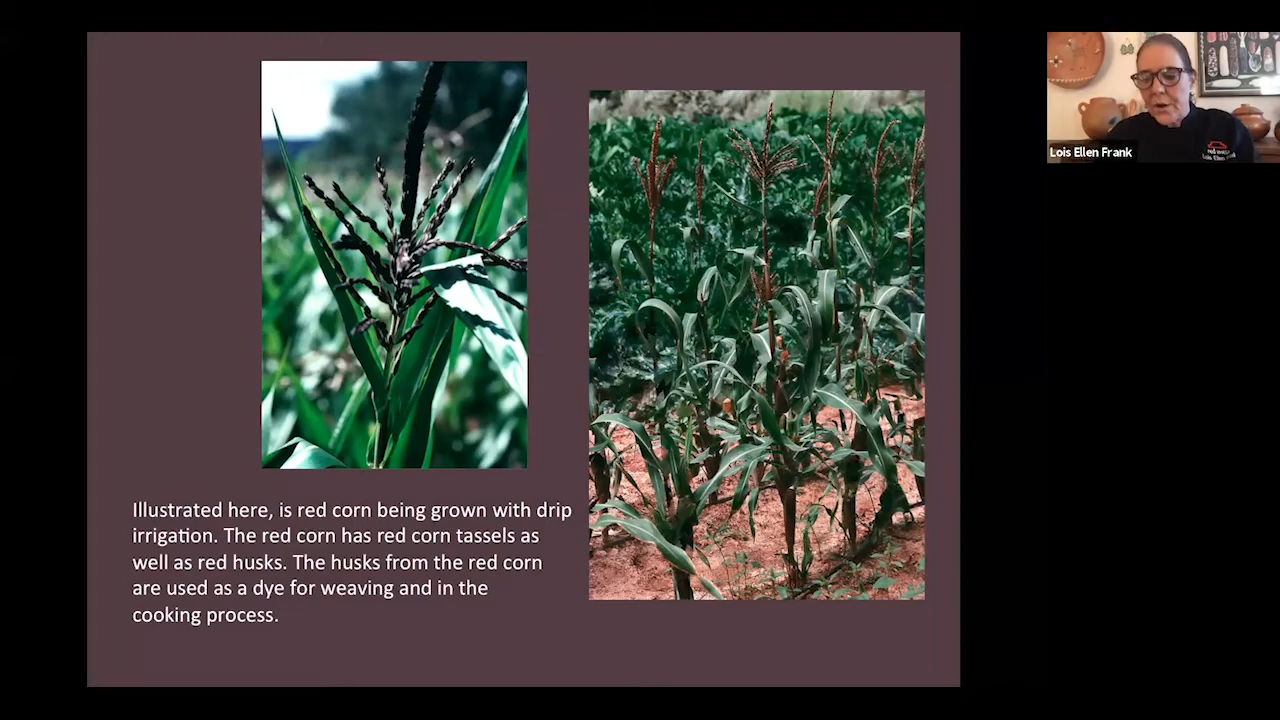 Illustrated here, is red corn being grown with drip
irrigation. The red corn has red corn tassels as
well as red husks. The husks from the red corn
are used as a dye for weaving and in the
cooking process.
Lois Ellen Frank